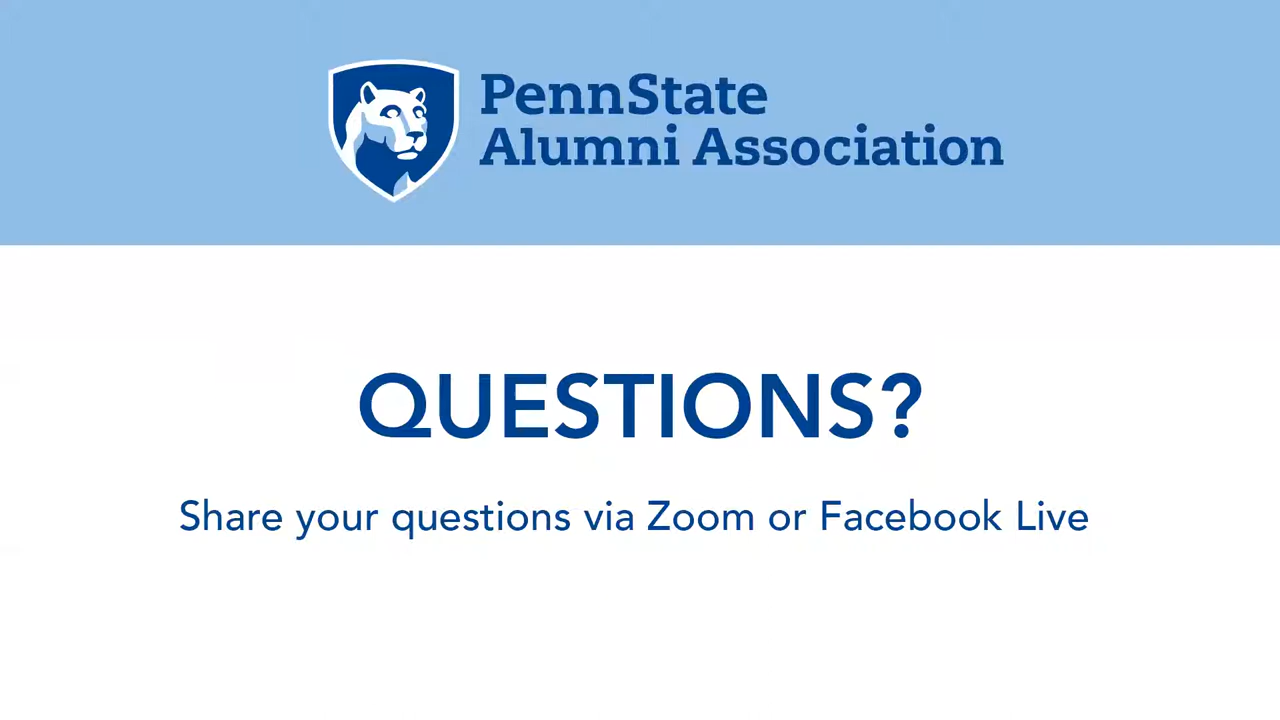 PennState
Alumni Association
QUESTIONS?
Share your questions via Zoom or Facebook Live